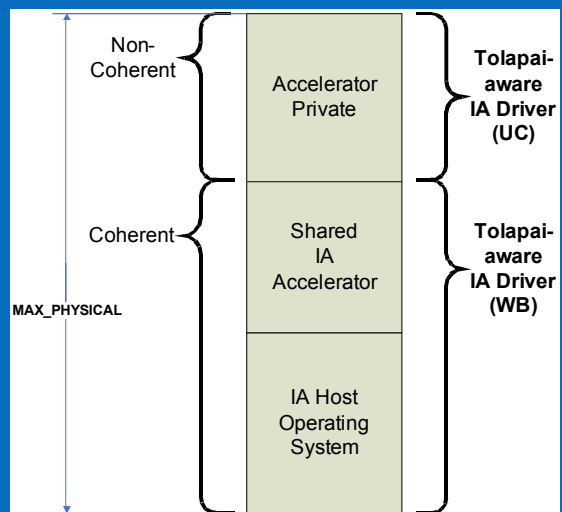 Non-
Coherent
Accelerator
Private
Tolapai-
aware
IA Driver
(UC)
Coherent
Shared
IA
Accelerator
Tolapai-
aware
IA Driver
(WB)
MAX_PHYSICAL
IA Host
Operating
System